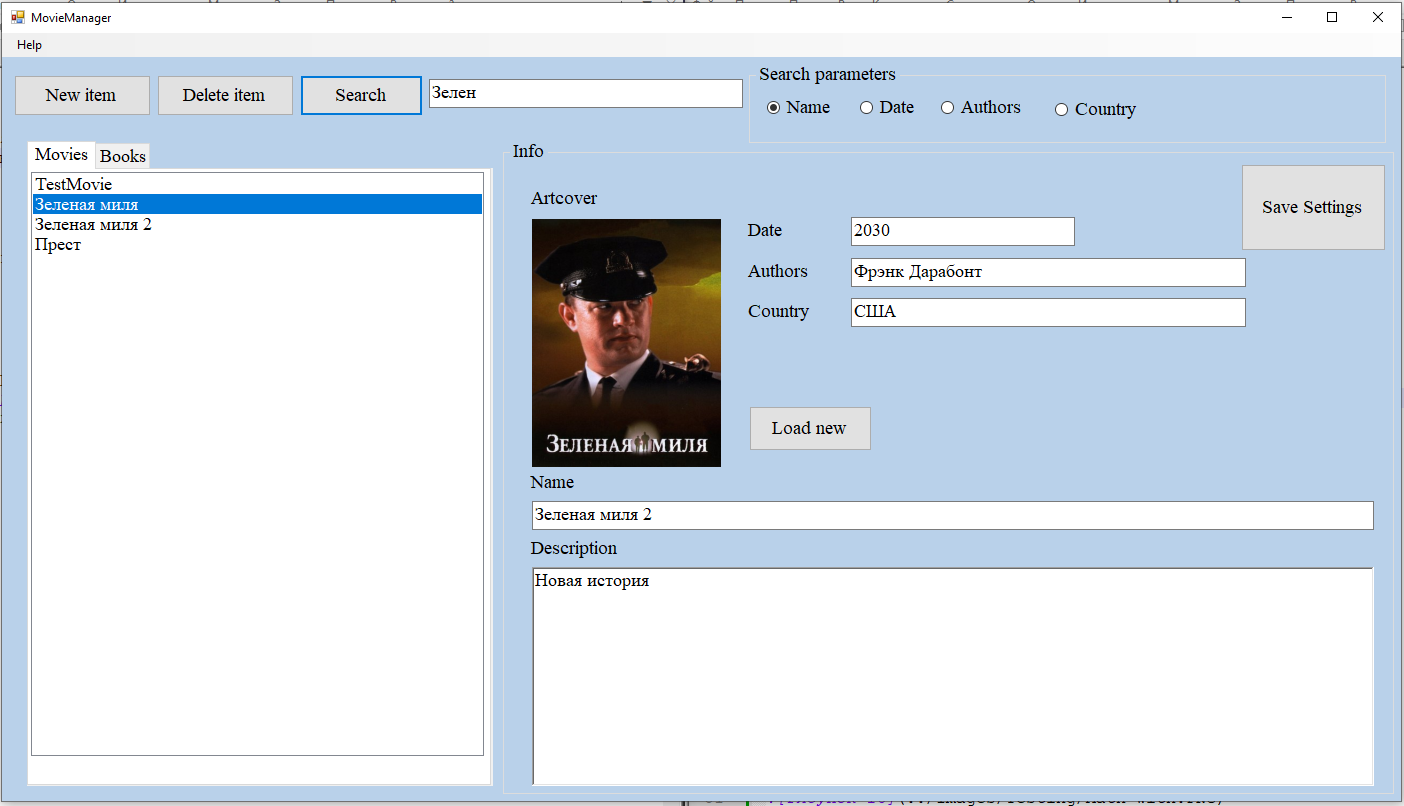 MovieManager
Help
New item
Delete item
Search
Зелен
Search parameters
Name
Date
Authors
Country
Movies
Books
TestMovie
Зеленая миля
Зеленая миля 2
Прест
Info
Save Settings
Artcover
ЗЕЛЕНАЯ МИЛЯ
Date
2030
Authors
Фрэнк Дарабонт
Country
США
Load new
Name
Зеленая миля 2
Description
Новая история